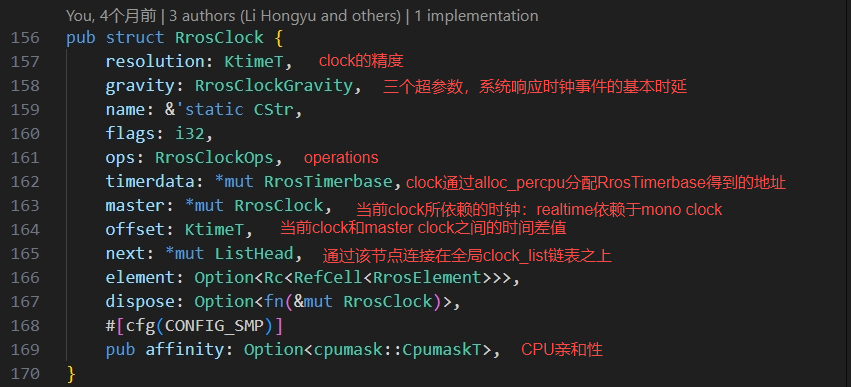 You, 4个月前 | 3 authors (Li Hongyu and others) | 1 implementation
156 pub struct RrosClock {
157 resolution: KtimeT, clock的精度
158 gravity: RrosClockGravity, 三个超参数，系统响应时钟事件的基本时延
159 name: &'static CStr,
160 flags: i32,
161 ops: RrosClockOps, operations
162 timerdata: *mut RrosTimerbase, clock通过alloc_percpu分配RrosTimerbase得到的地址
163 master: *mut RrosClock, 当前clock所依赖的时钟：realtime依赖于mono clock
164 offset: KtimeT, 当前clock和master clock之间的时间差值
165 next: *mut ListHead, 通过该节点连接在全局clock_list链表之上
166 element: Option<Rc<RefCell<RrosElement>>>,
167 dispose: Option<fn(&mut RrosClock)>,
168 #[cfg(CONFIG_SMP)]
169 pub affinity: Option<cpumask::CpumaskT>, CPU亲和性
170 }